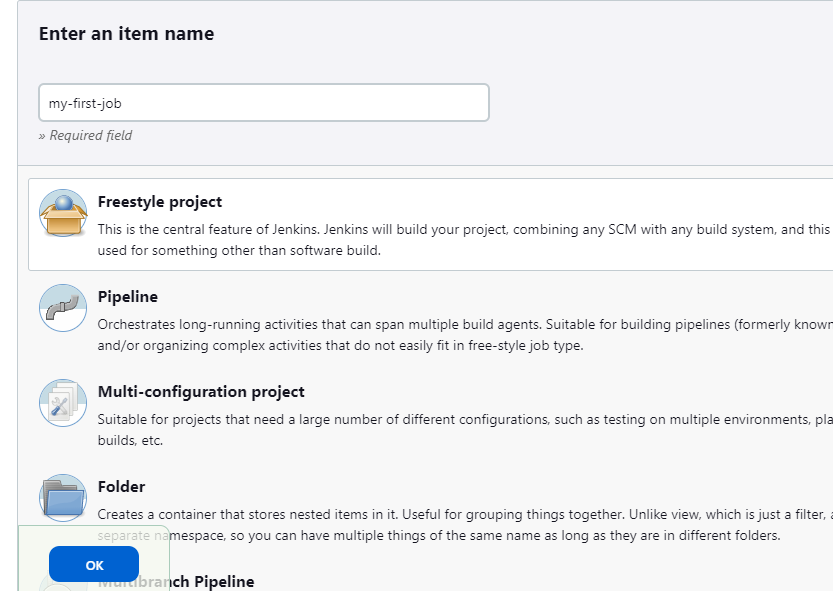 Enter an item name
my-first-job
» Required field
Freestyle project
This is the central feature of Jenkins. Jenkins will build your project, combining any SCM with any build system, and this
used for something other than software build.
Pipeline
Orchestrates long-running activities that can span multiple build agents. Suitable for building pipelines (formerly known
and/or organizing complex activities that do not easily fit in free-style job type.
Multi-configuration project
Suitable for projects that need a large number of different configurations, such as testing on multiple environments,
builds, etc.
Folder
Creates a container that stores nested items in it. Useful for grouping things together. Unlike view, which is just a filter,
separate namespace, so you can have multiple things of the same name as long as they are in different folders.
OK
Multibranch Pipeline